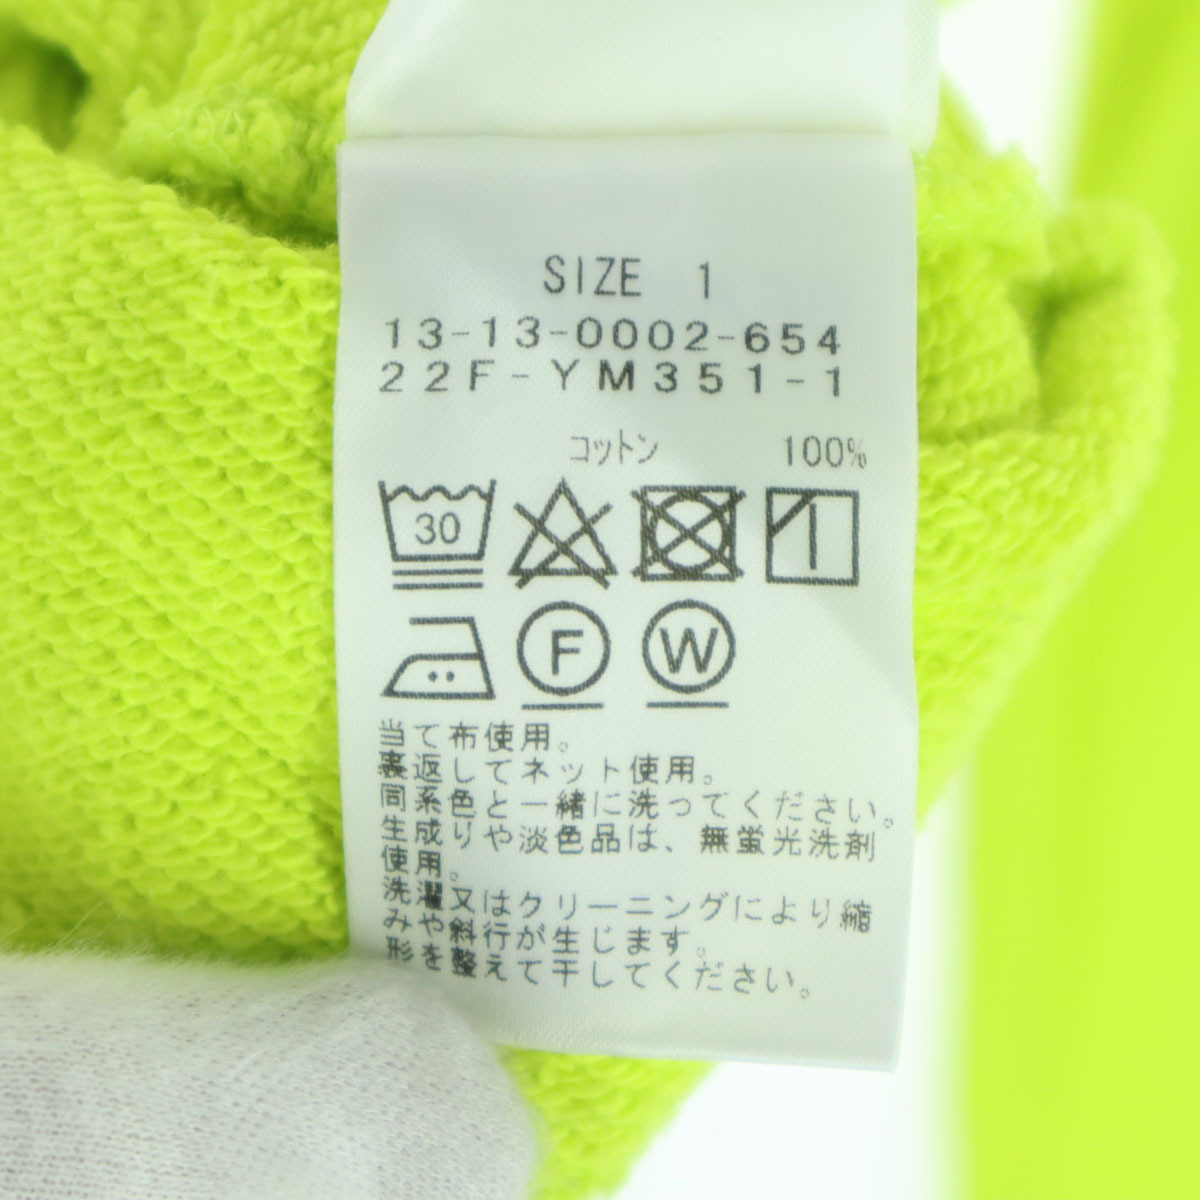 SIZE 1
13-13-0002-654
22F-YM351-1
コットン 100%
30
F W
当て布使用。
裏返してネット使用。
同系色と一緒に洗ってください。
生成りや淡色品は、無蛍光洗剤
使用。
洗濯又はクリーニングにより縮
みや斜行が生じます。
形を整えて干してください。